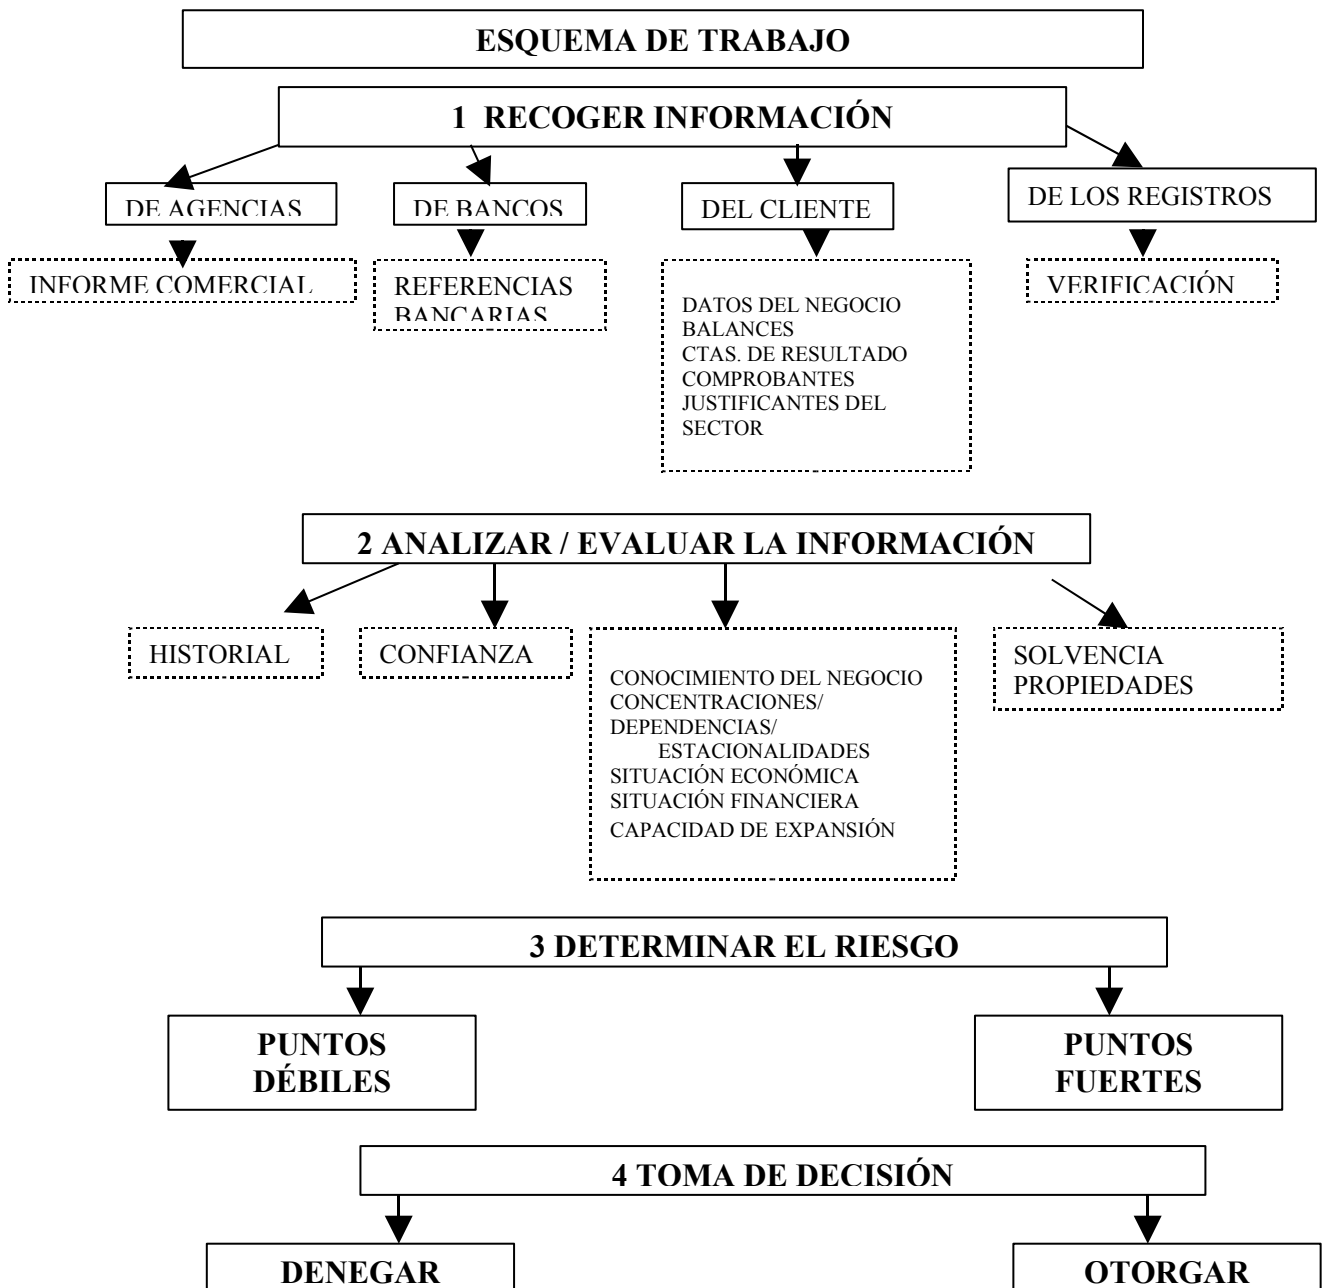 ESQUEMA DE TRABAJO
1 RECOGER INFORMACIÓN
DE AGENCIAS
DE BANCOS
DEL CLIENTE
DE LOS REGISTROS
INFORME COMERCIAL
REFERENCIAS
BANCARIAS
DATOS DEL NEGOCIO
BALANCES
CTAS. DE RESULTADO
COMPROBANTES
JUSTIFICANTES DEL
SECTOR
VERIFICACIÓN
2 ANALIZAR / EVALUAR LA INFORMACIÓN
HISTORIAL
CONFIANZA
CONOCIMIENTO DEL NEGOCIO
CONCENTRACIONES/
DEPENDENCIAS/
ESTACIONALIDADES
SITUACIÓN ECONÓMICA
SITUACIÓN FINANCIERA
CAPACIDAD DE EXPANSIÓN
SOLVENCIA
PROPIEDADES
3 DETERMINAR EL RIESGO
PUNTOS
DÉBILES
PUNTOS
FUERTES
4 TOMA DE DECISIÓN
DENEGAR
OTORGAR